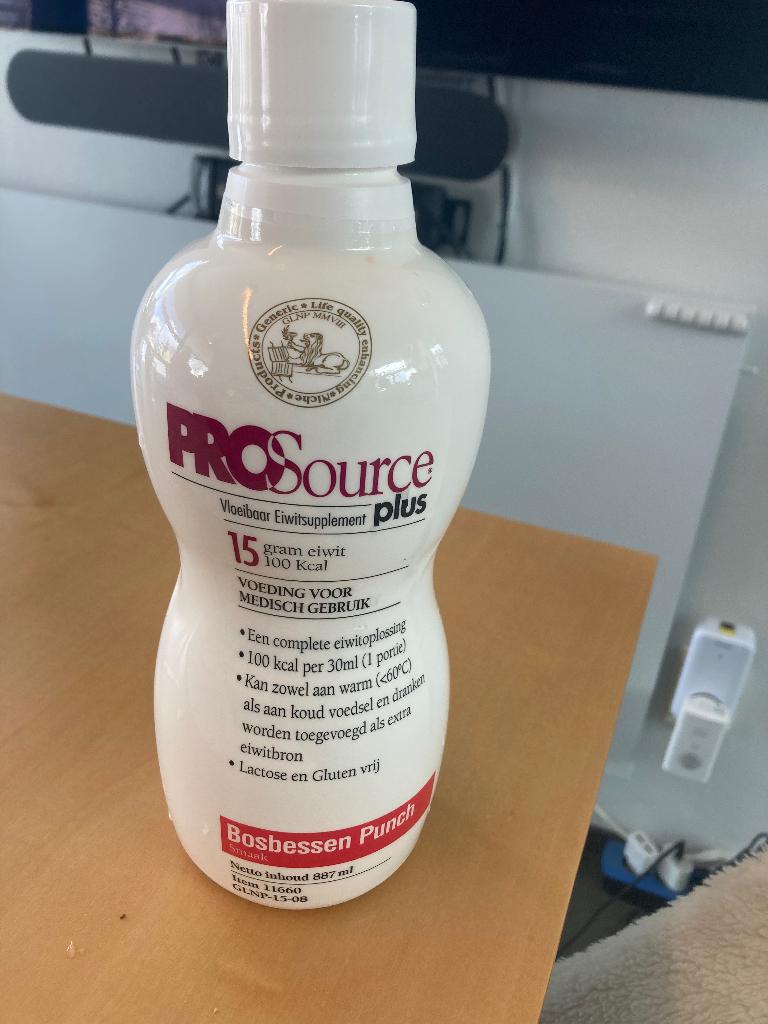 Generic * Life quality enhancing * Niche * Products *
GLNP MMVIII
PROSource
Vloeibaar Eiwitsupplement plus
15 gram eiwit
100 Kcal
VOEDING VOOR
MEDISCH GEBRUIK
• Een complete eiwitoplossing
• 100 kcal per 30ml (1 portie)
• Kan zowel aan warm (<60ºC)
als aan koud voedsel en dranken
worden toegevoegd als extra
eiwitbron
• Lactose en Gluten vrij
Bosbessen Punch
Smaak
Netto inhoud 887 ml
Item 11660
GLNP-15-08